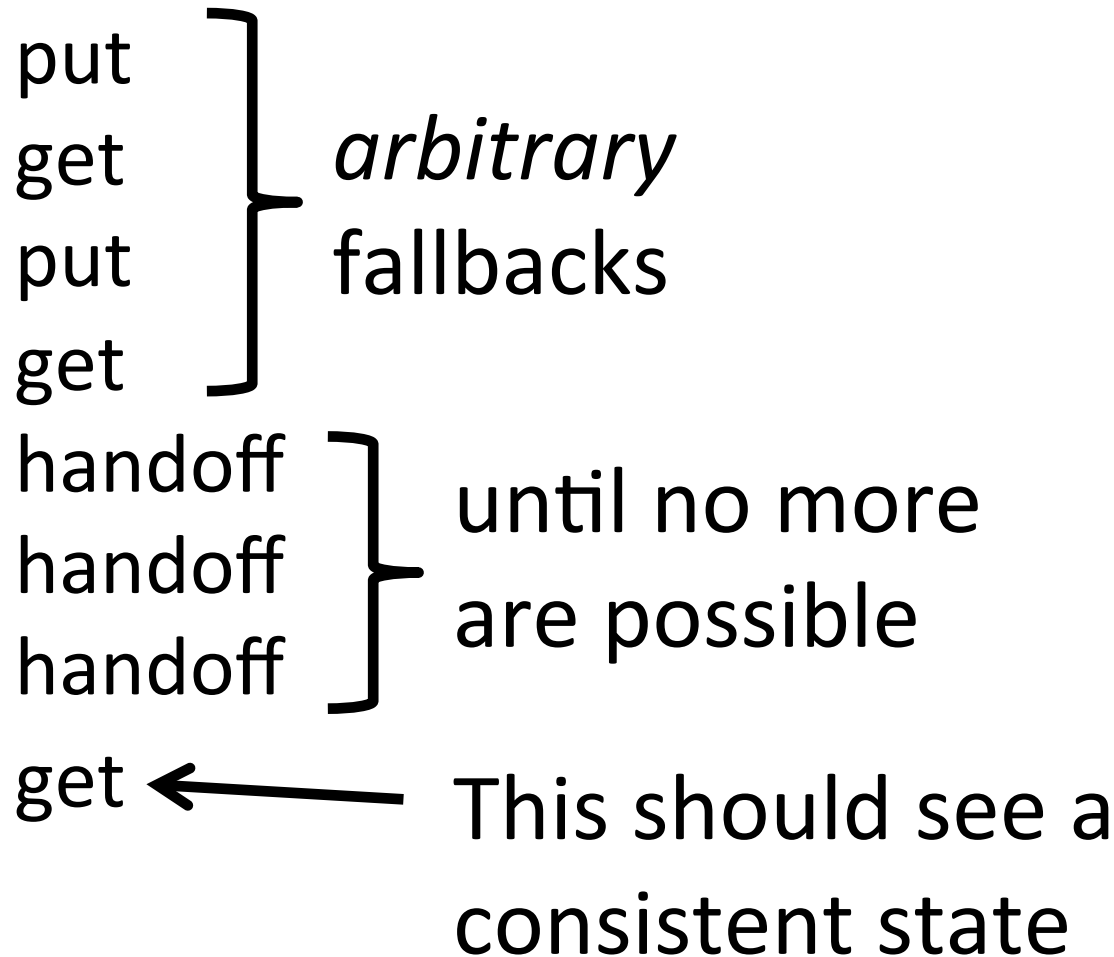 put
get
put
get
arbitrary
fallbacks
handoff
handoff
handoff
until no more
are possible
get
This should see a
consistent state